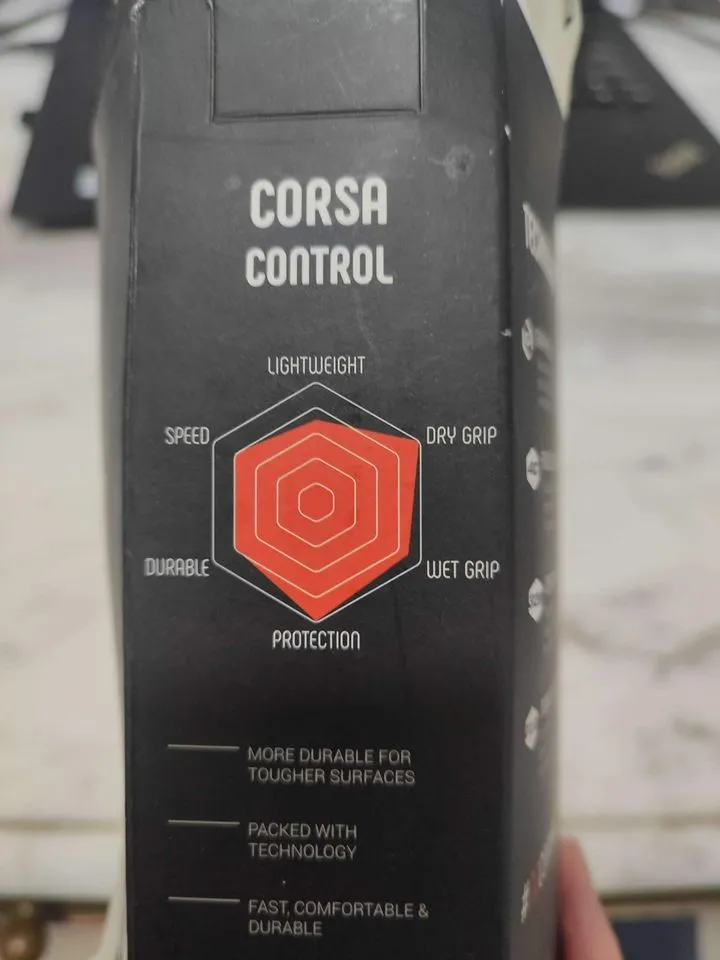 CORSA
CONTROL
LIGHTWEIGHT
SPEED
DRY GRIP
DURABLE
WET GRIP
PROTECTION
MORE DURABLE FOR
TOUGHER SURFACES
PACKED WITH
TECHNOLOGY
FAST, COMFORTABLE &
DURABLE